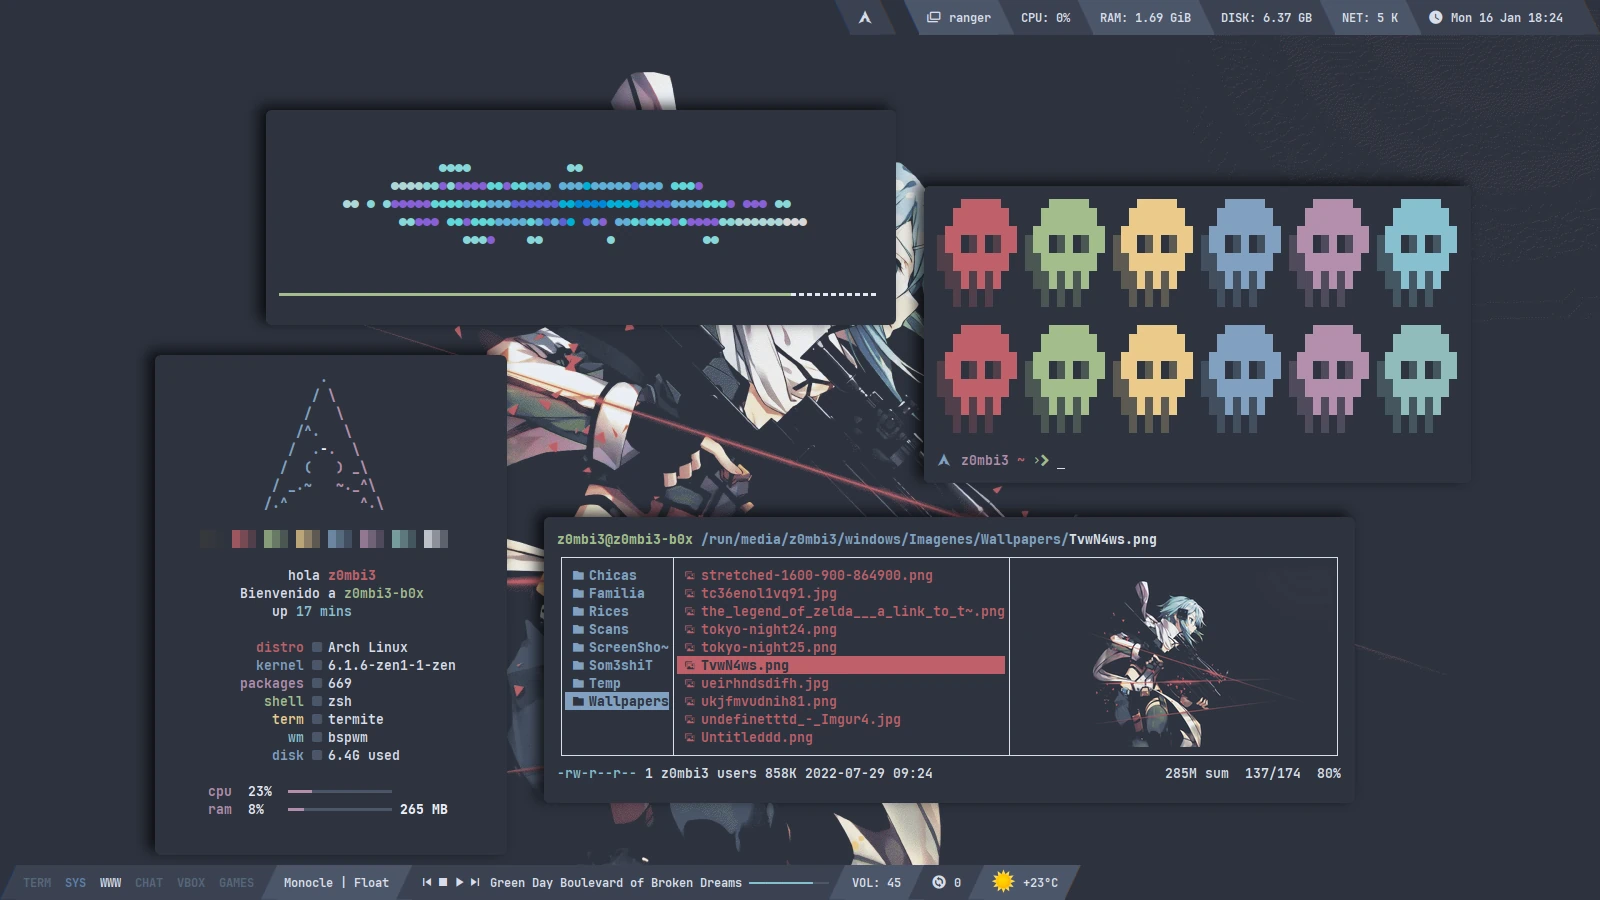 ranger CPU: 0% RAM: 1.69 GiB DISK: 6.37 GB NET: 5 K Mon 16 Jan 18:24
z0mbi3 ~ _
hola z0mbi3
Bienvenido a z0mbi3-b0x
up 17 mins
distro Arch Linux
kernel 6.1.6-zen1-1-zen
packages 669
shell zsh
term termite
wm bspwm
disk 6.4G used
cpu 23%
ram 8% 265 MB
z0mbi3@z0mbi3-b0x /run/media/z0mbi3/windows/Imagenes/Wallpapers/TvwN4ws.png
Chicas stretched-1600-900-864900.png
Familia tc36enol1vq91.jpg
Rices the_legend_of_zelda___a_link_to_t~.png
Scans tokyo-night24.png
ScreenSho~ tokyo-night25.png
Som3shiT TvwN4ws.png
Temp ueirhndsdifh.jpg
Wallpapers ukjfmvudnih81.png
undefinetttd_-_Imgur4.jpg
Untitleddd.png
-rw-r--r-- 1 z0mbi3 users 858K 2022-07-29 09:24 285M sum 137/174 80%
TERM SYS WWW CHAT VBOX GAMES Monocle | Float Green Day Boulevard of Broken Dreams VOL: 45 0 +23°C